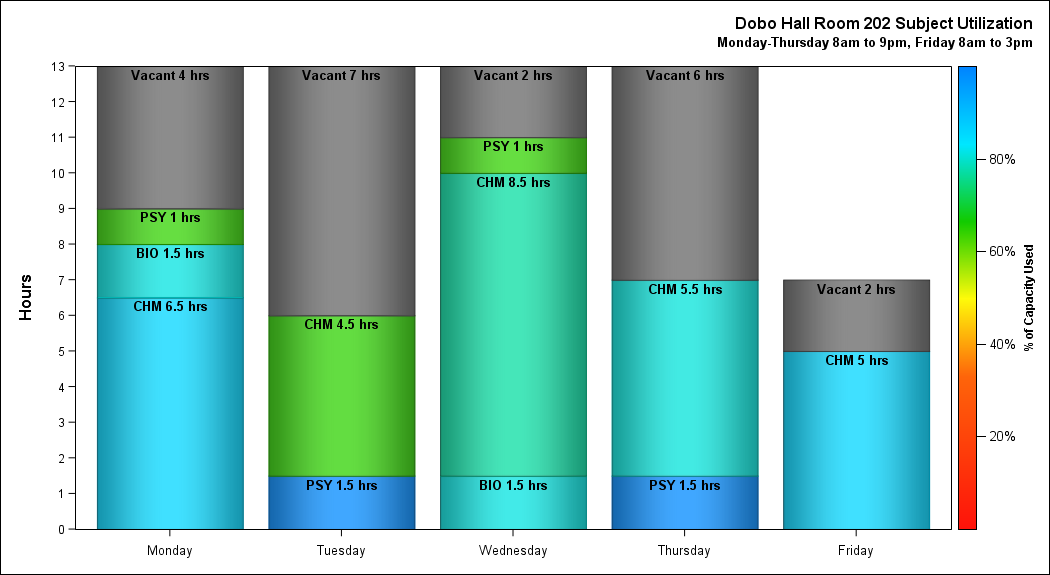 Dobo Hall Room 202 Subject Utilization
Monday-Thursday 8am to 9pm, Friday 8am to 3pm
Hours
13
12
11
10
9
8
7
6
5
4
3
2
1
0
Vacant 4 hrs
PSY 1 hrs
BIO 1.5 hrs
CHM 6.5 hrs
Vacant 7 hrs
CHM 4.5 hrs
PSY 1.5 hrs
Vacant 2 hrs
PSY 1 hrs
CHM 8.5 hrs
BIO 1.5 hrs
Vacant 6 hrs
CHM 5.5 hrs
PSY 1.5 hrs
Vacant 2 hrs
CHM 5 hrs
Monday
Tuesday
Wednesday
Thursday
Friday
80%
60%
40%
20%
% of Capacity Used